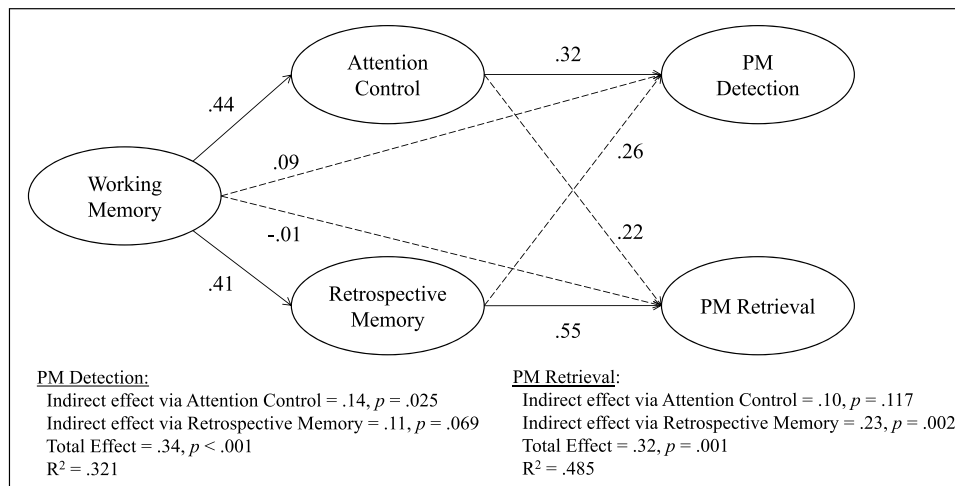 Attention
Control
.32
PM
Detection
.44
.09
.26
Working
Memory
-.01
.22
.41
Retrospective
Memory
.55
PM Retrieval
PM Detection:
Indirect effect via Attention Control = .14, p = .025
Indirect effect via Retrospective Memory = .11, p = .069
Total Effect = .34, p < .001
R² = .321
PM Retrieval:
Indirect effect via Attention Control = .10, p = .117
Indirect effect via Retrospective Memory = .23, p = .002
Total Effect = .32, p = .001
R² = .485